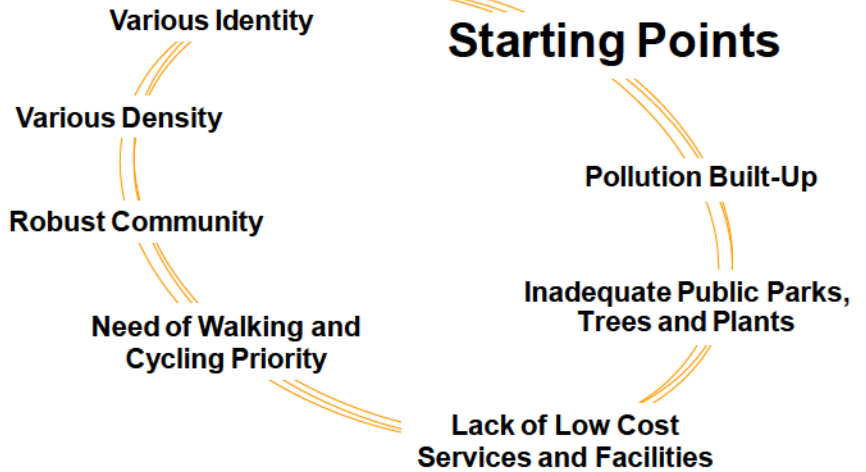 Various Identity
Starting Points
Various Density
Pollution Built-Up
Robust Community
Inadequate Public Parks,
Trees and Plants
Need of Walking and
Cycling Priority
Lack of Low Cost
Services and Facilities